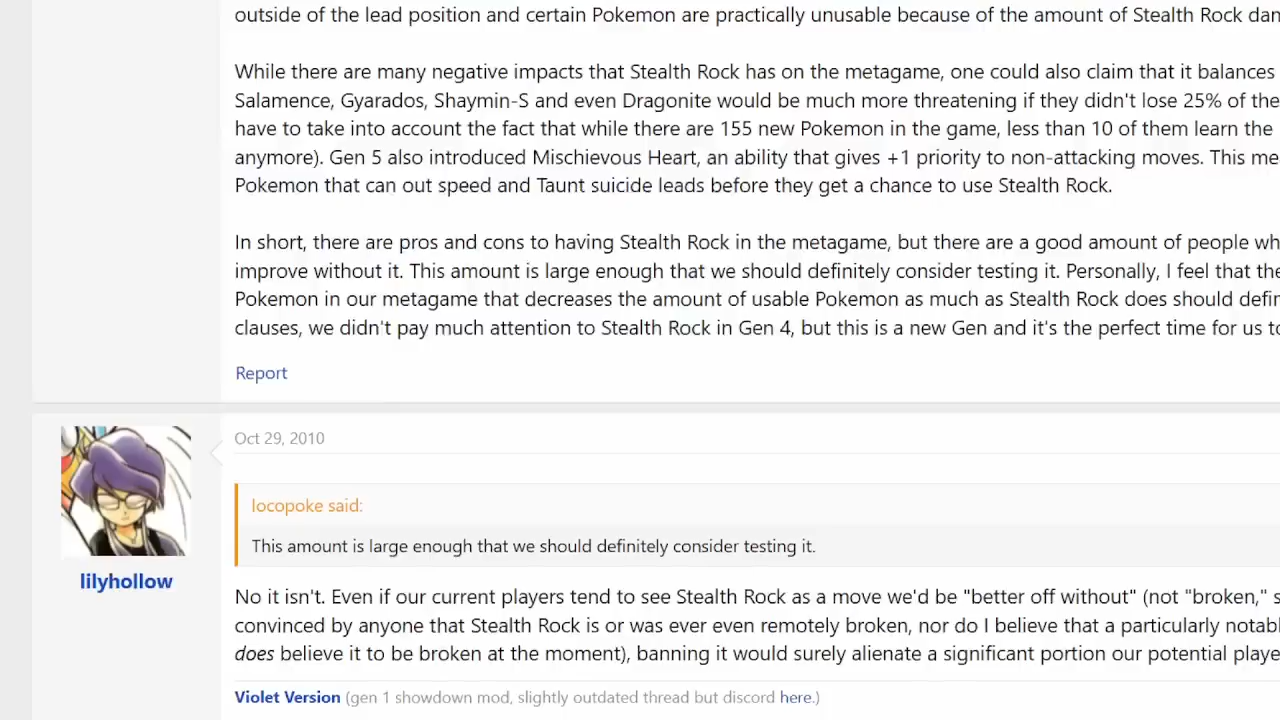 outside of the lead position and certain Pokemon are practically unusable because of the amount of Stealth Rock dan
While there are many negative impacts that Stealth Rock has on the metagame, one could also claim that it balances
Salamence, Gyarados, Shaymin-S and even Dragonite would be much more threatening if they didn't lose 25% of the
have to take into account the fact that while there are 155 new Pokemon in the game, less than 10 of them learn the
anymore). Gen 5 also introduced Mischievous Heart, an ability that gives +1 priority to non-attacking moves. This me
Pokemon that can out speed and Taunt suicide leads before they get a chance to use Stealth Rock.
In short, there are pros and cons to having Stealth Rock in the metagame, but there are a good amount of people wh
improve without it. This amount is large enough that we should definitely consider testing it. Personally, I feel that the
Pokemon in our metagame that decreases the amount of usable Pokemon as much as Stealth Rock does should defin
clauses, we didn't pay much attention to Stealth Rock in Gen 4, but this is a new Gen and it's the perfect time for us to
Report
Oct 29, 2010
locopoke said:
This amount is large enough that we should definitely consider testing it.
lilyhollow
No it isn't. Even if our current players tend to see Stealth Rock as a move we'd be "better off without" (not "broken," s
convinced by anyone that Stealth Rock is or was ever even remotely broken, nor do I believe that a particularly notabl
does believe it to be broken at the moment), banning it would surely alienate a significant portion our potential playe
Violet Version (gen 1 showdown mod, slightly outdated thread but discord here.)